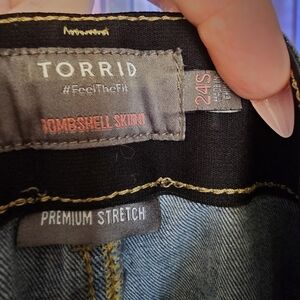 TORRID
#FeelTheFit
BOMBSHELL SKINNY
24S
PREMIUM STRETCH